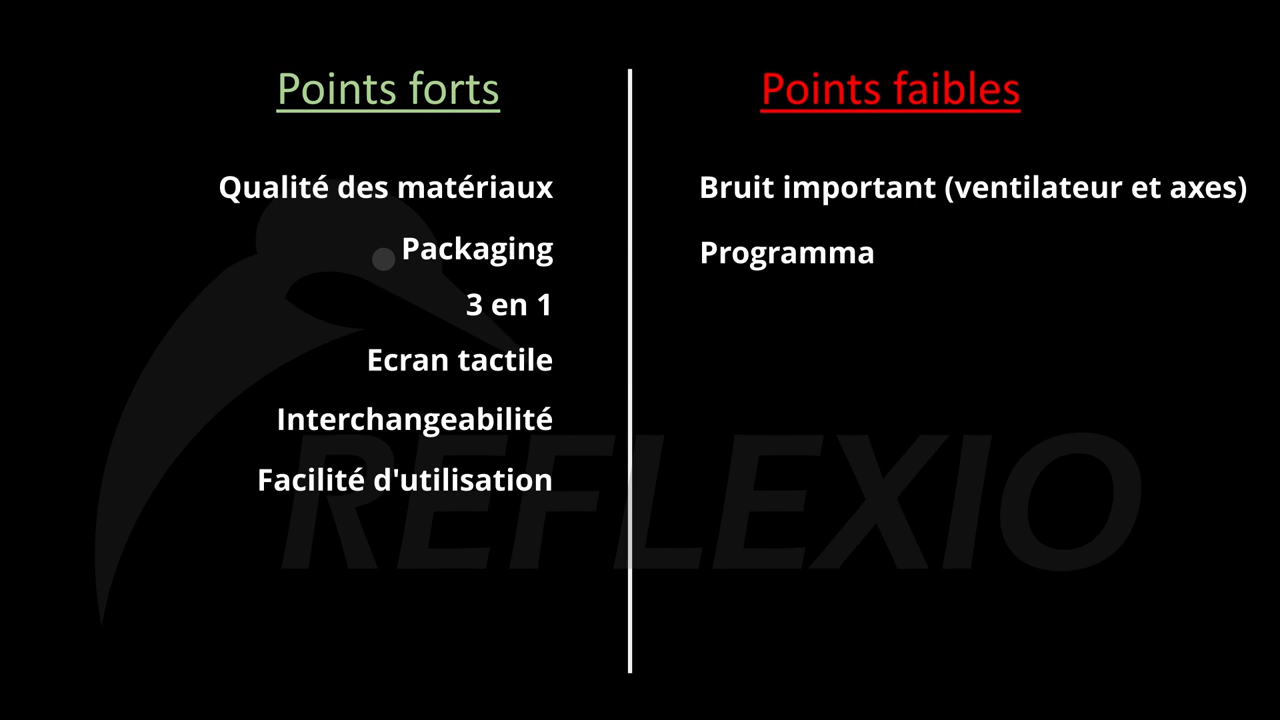 Points forts
Qualité des matériaux
Packaging
3 en 1
Ecran tactile
Interchangeabilité
Facilité d'utilisation
Points faibles
Bruit important (ventilateur et axes)
Programma
REFLEXIO